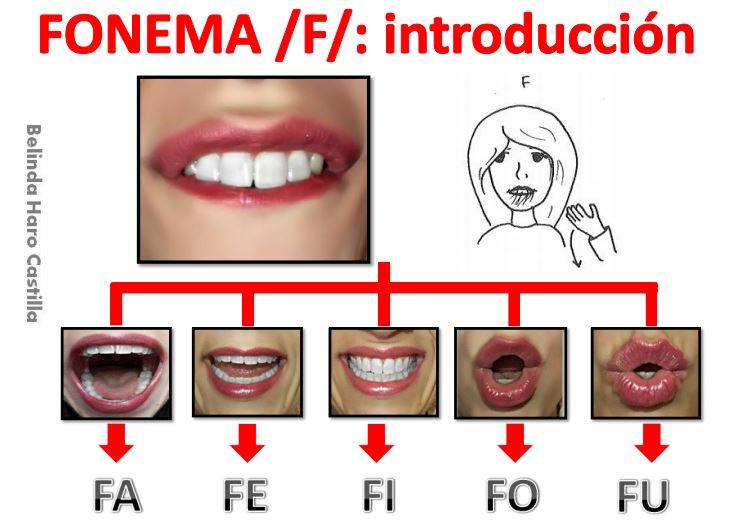 FONEMA /F/: introducción
F
Belinda Haro Castilla
FA FE FI FO FU